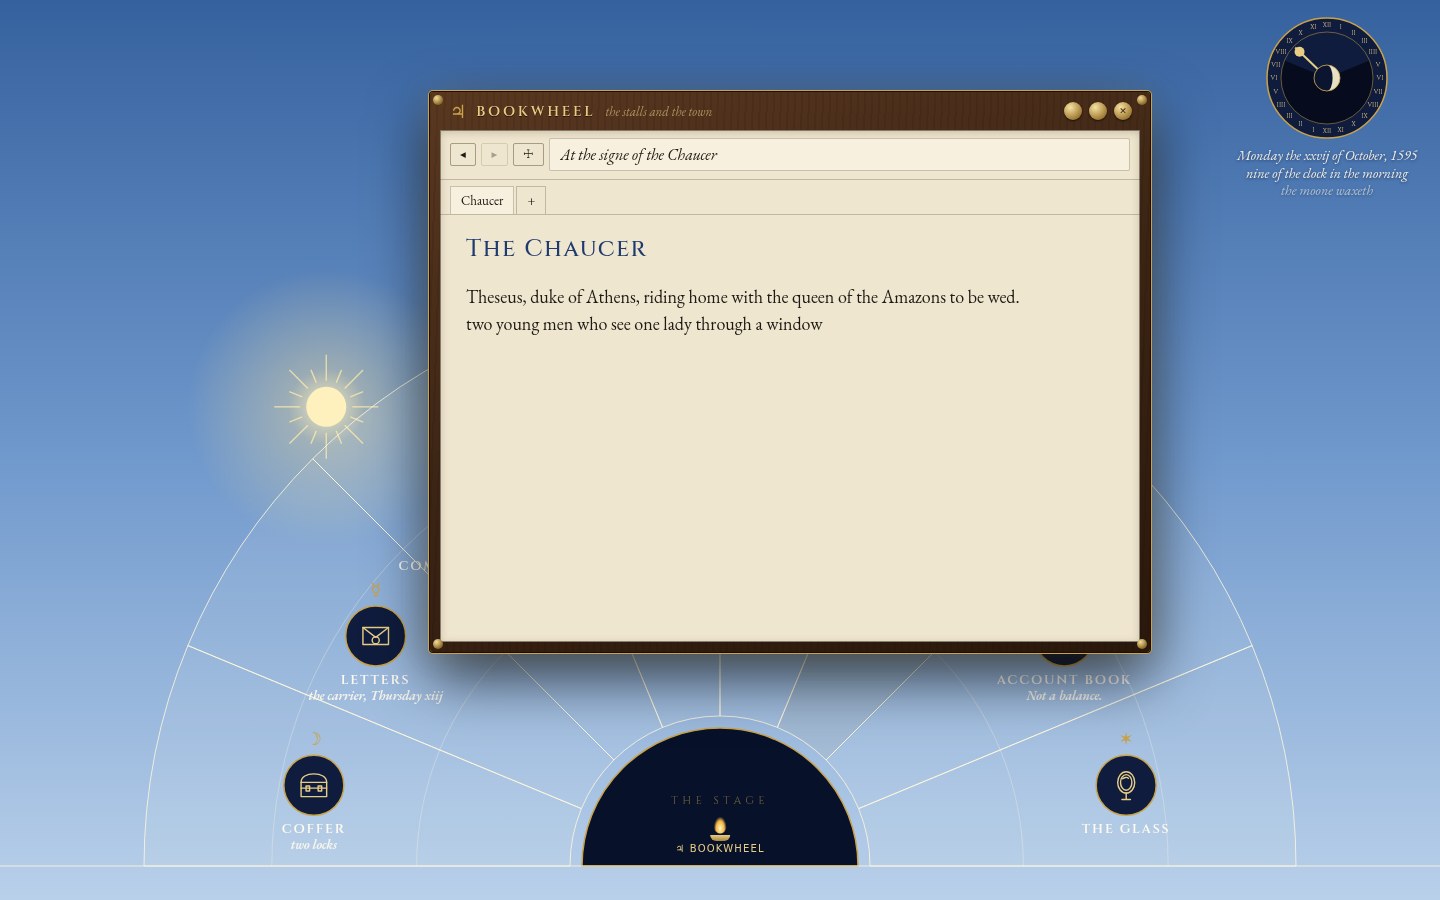 ♃ BOOKWHEEL the stalls and the town
At the signe of the Chaucer
Chaucer +
THE CHAUCER
Theseus, duke of Athens, riding home with the queen of the Amazons to be wed.
two young men who see one lady through a window
Monday the xxvij of October, 1595
nine of the clock in the morning
the moone waxeth
XII I II III IIII V VI VII VIII IX X XI XII I II III IIII V VI VII VIII IX X XI
LETTERS
the carrier, Thursday xiij
COFFER
two locks
ACCOUNT BOOK
Not a balance.
THE GLASS
THE STAGE
♃ BOOKWHEEL